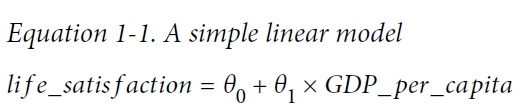 Equation 1-1. A simple linear model
life_satisfaction = θ₀ + θ₁ × GDP_per_capita